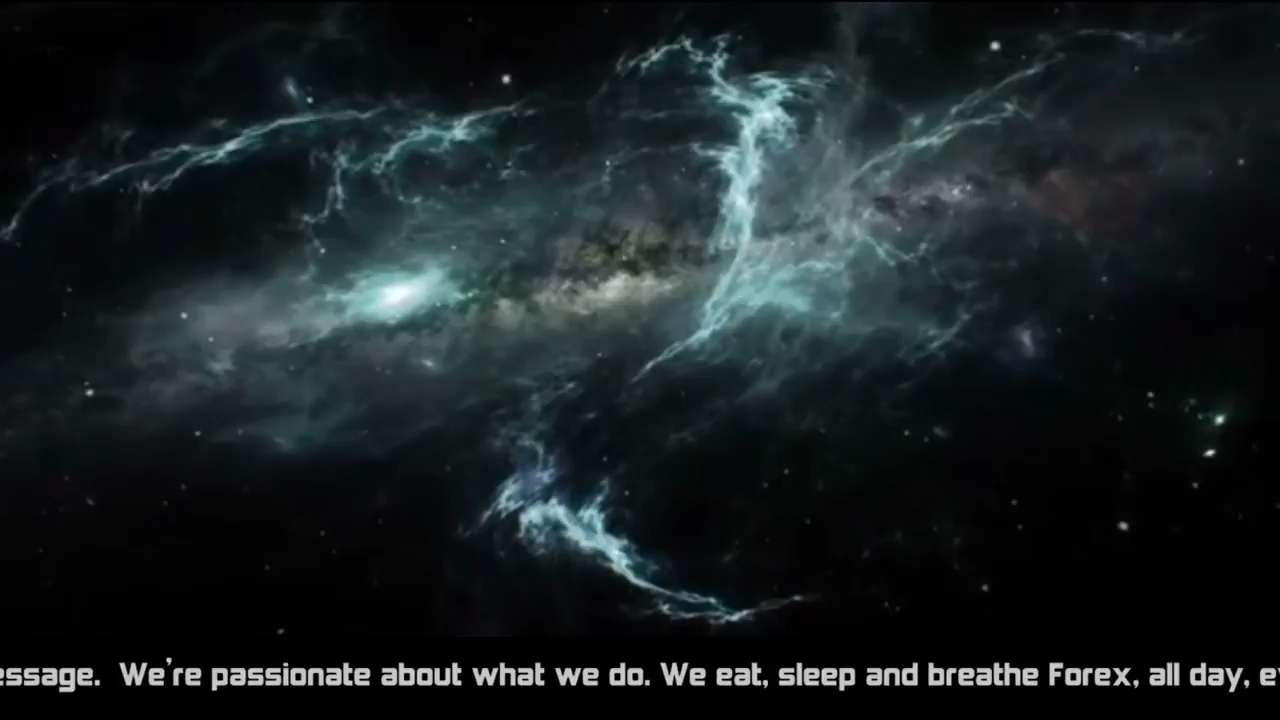 essage. We're passionate about what we do. We eat, sleep and breathe Forex, all day, e